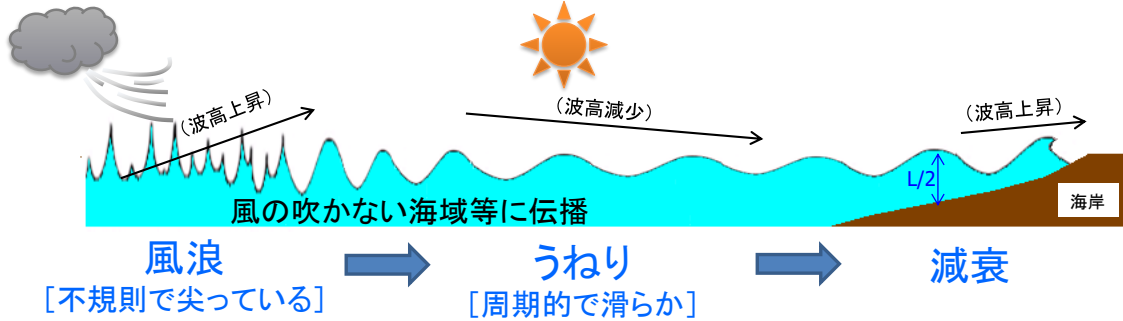 (波高上昇)
(波高減少)
(波高上昇)
L/2
海岸
風の吹かない海域等に伝播
風浪
うねり
減衰
[不規則で尖っている]
[周期的で滑らか]